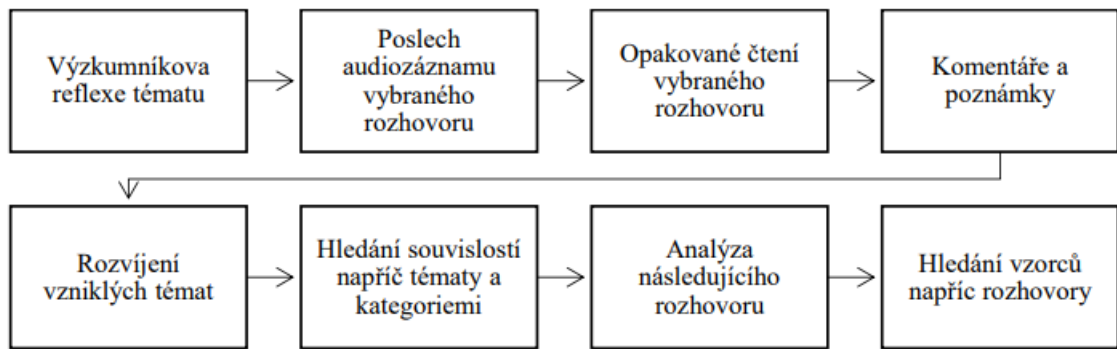 Výzkumníkova
reflexe tématu
Poslech
audiozáznamu
vybraného
rozhovoru
Opakované čtení
vybraného
rozhovoru
Komentáře a
poznámky
Rozvíjení
vzniklých témat
Hledání souvislostí
napříč tématy a
kategoriemi
Analýza
následujícího
rozhovoru
Hledání vzorců
napříc rozhovory